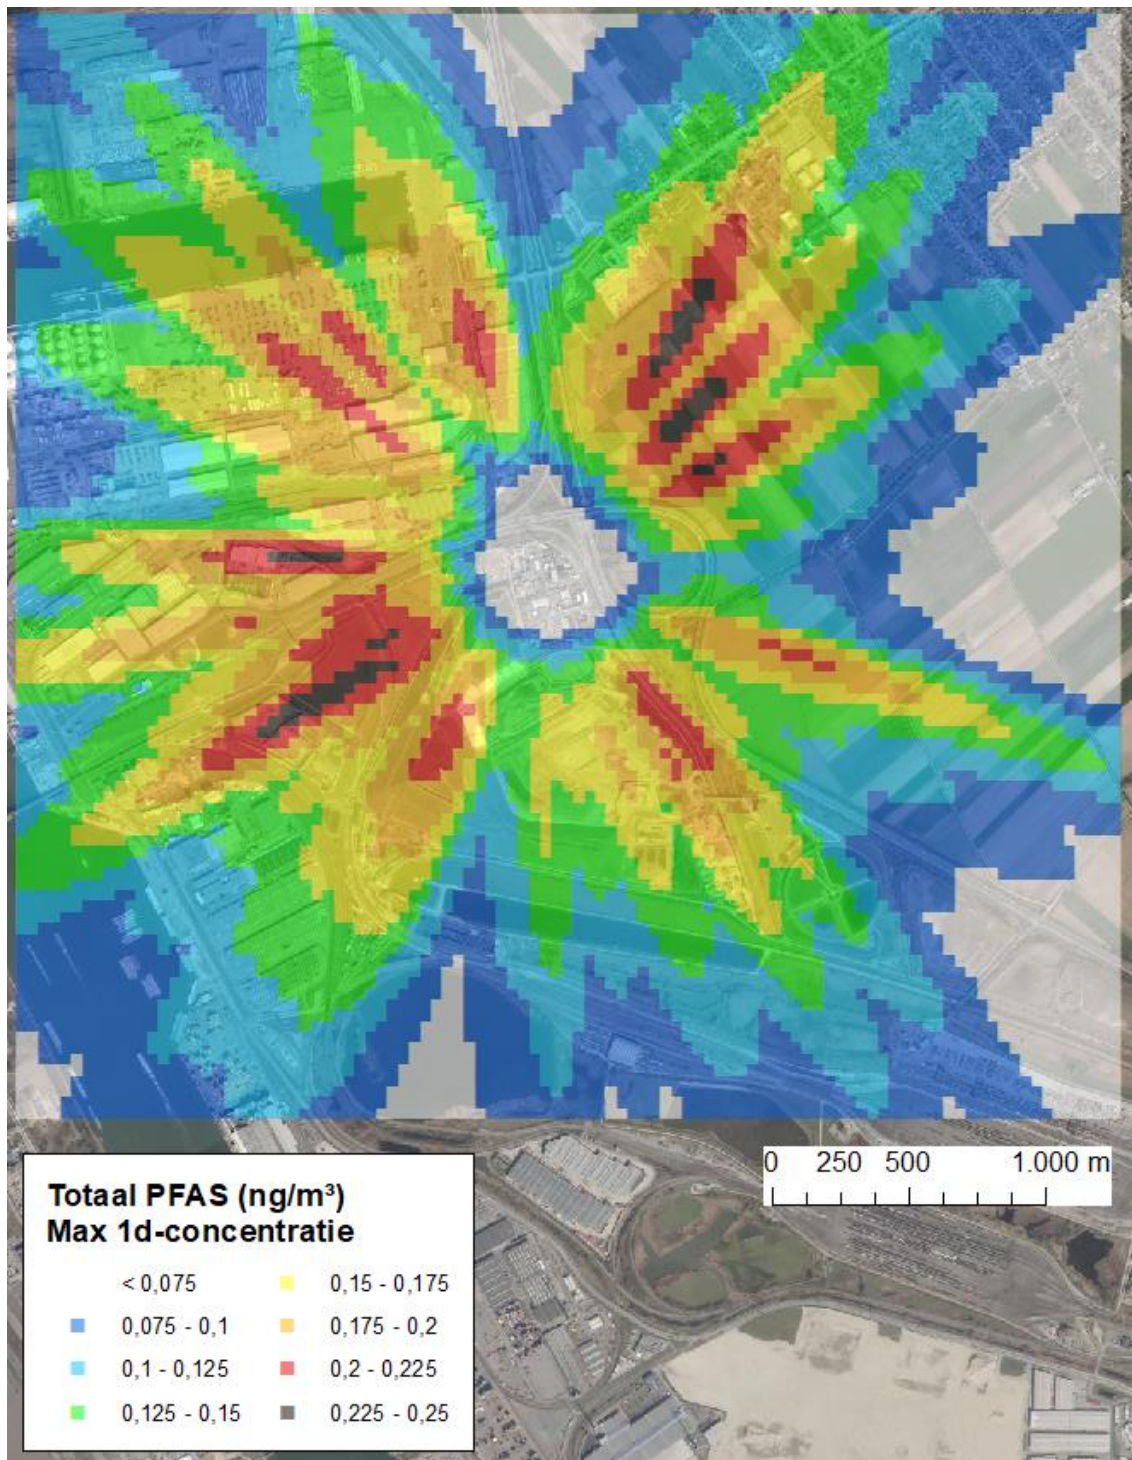 0 250 500 1.000 m
Totaal PFAS (ng/m³)
Max 1d-concentratie
< 0,075 0,15 - 0,175
0,075 - 0,1 0,175 - 0,2
0,1 - 0,125 0,2 - 0,225
0,125 - 0,15 0,225 - 0,25